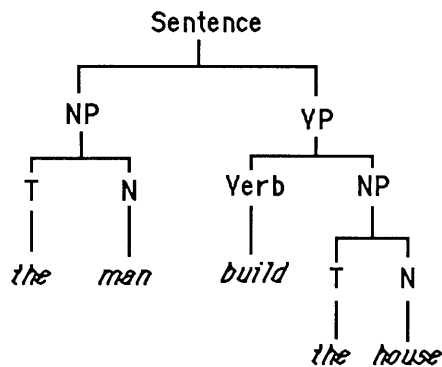 Sentence
NP VP
T N Verb NP
the man build T N
the house